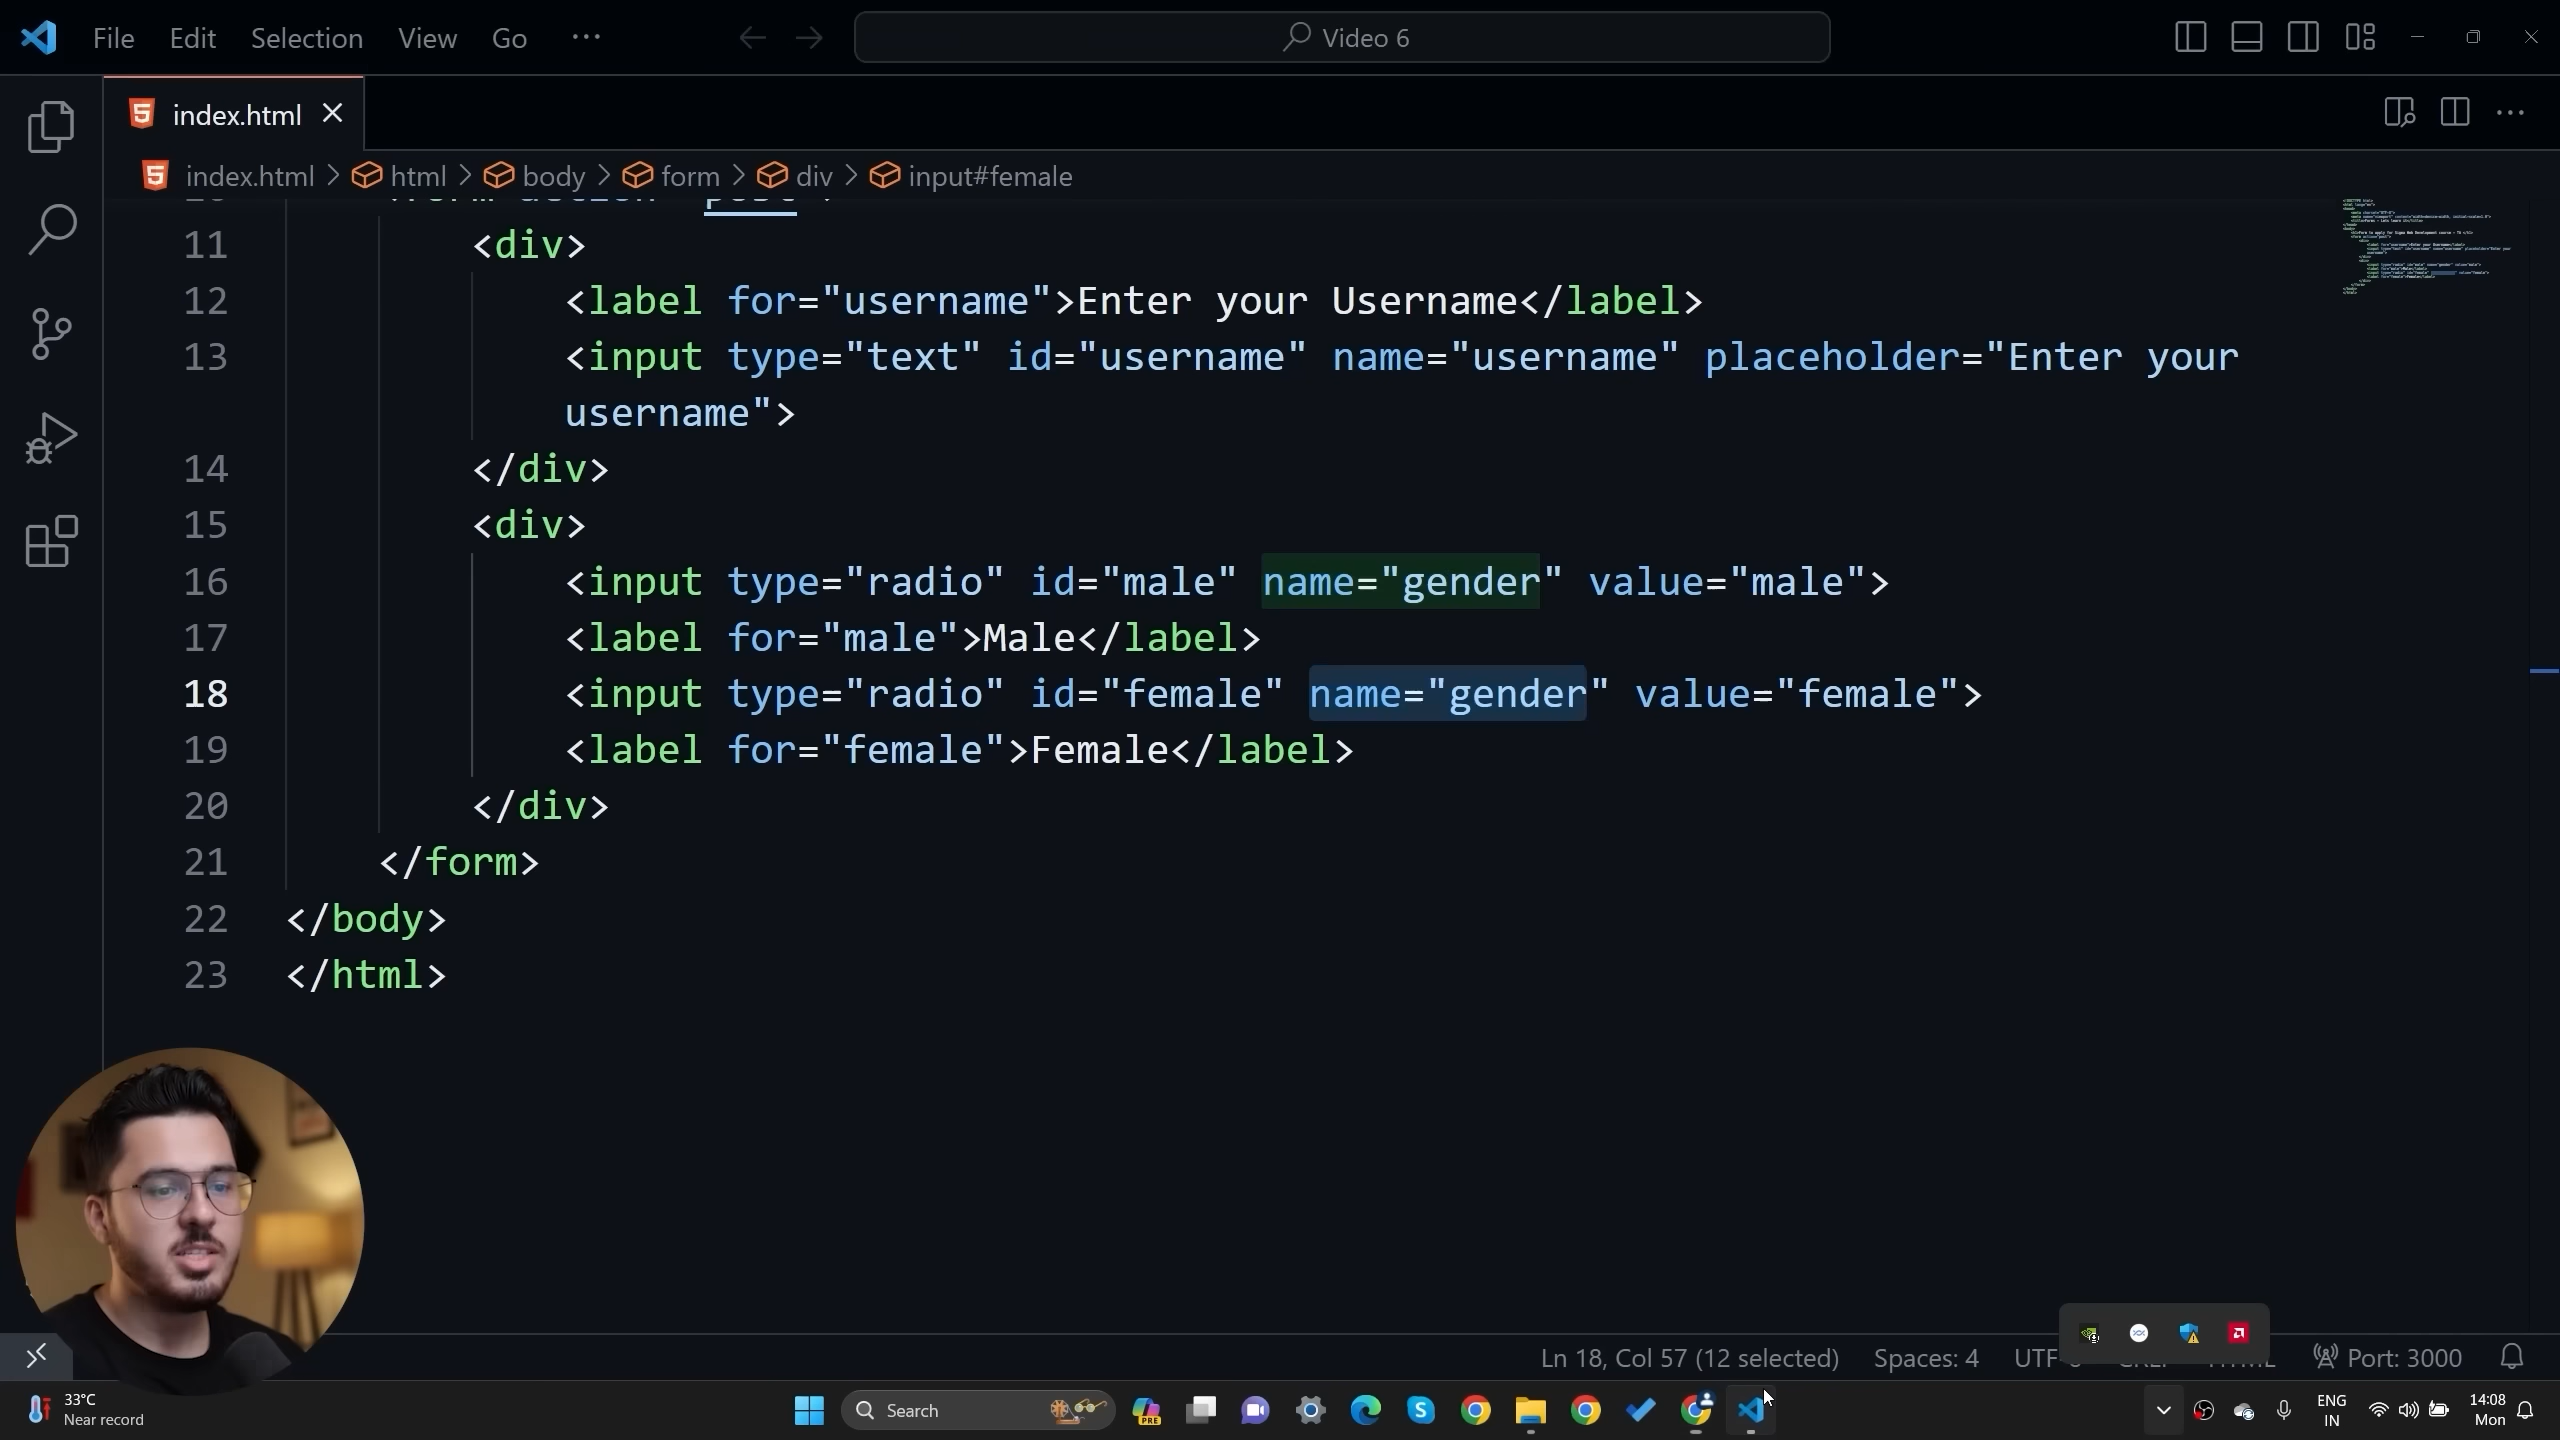 File Edit Selection View Go ···
Video 6
index.html
index.html > html > body > form > div > input#female
11 <div>
12 <label for="username">Enter your Username</label>
13 <input type="text" id="username" name="username" placeholder="Enter your
username">
14 </div>
15 <div>
16 <input type="radio" id="male" name="gender" value="male">
17 <label for="male">Male</label>
18 <input type="radio" id="female" name="gender" value="female">
19 <label for="female">Female</label>
20 </div>
21 </form>
22 </body>
23 </html>
Ln 18, Col 57 (12 selected) Spaces: 4 Port: 3000
33°C
Near record
Search
PRE
ENG
IN
14:08
Mon